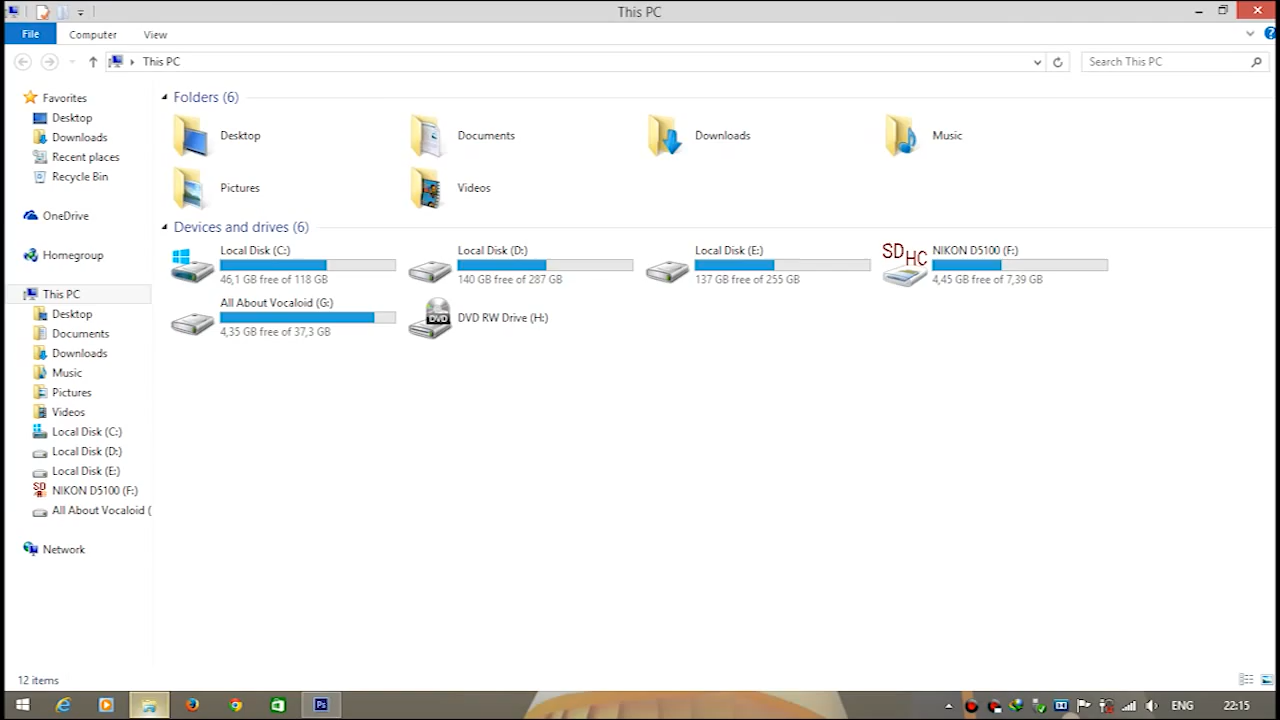 This PC
File
Computer
View
This PC
Search This PC
Favorites
Desktop
Downloads
Recent places
Recycle Bin
OneDrive
Homegroup
This PC
Desktop
Documents
Downloads
Music
Pictures
Videos
Local Disk (C:)
Local Disk (D:)
Local Disk (E:)
NIKON D5100 (F:)
All About Vocaloid (
Network
Folders (6)
Desktop
Documents
Downloads
Music
Pictures
Videos
Devices and drives (6)
Local Disk (C:)
46,1 GB free of 118 GB
Local Disk (D:)
140 GB free of 287 GB
Local Disk (E:)
137 GB free of 255 GB
SDHC
NIKON D5100 (F:)
4,45 GB free of 7,39 GB
All About Vocaloid (G:)
4,35 GB free of 37,3 GB
DVD
DVD RW Drive (H:)
12 items
Ps
ENG
22:15